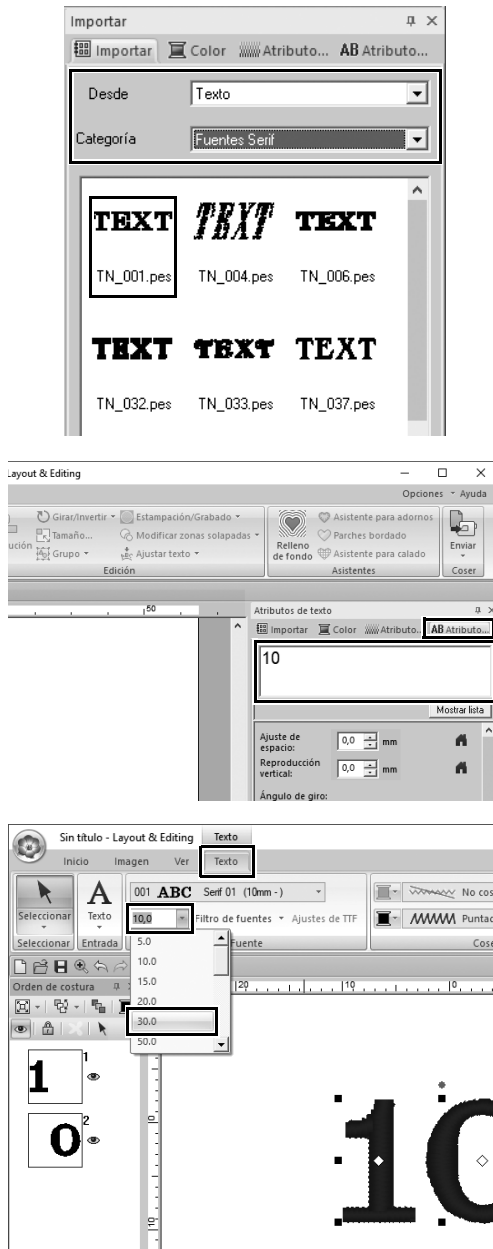 Importar
Importar Color Atributo... AB Atributo...
Desde Texto
Categoría Fuentes Serif
TEXT TEXT TEXT
TN_001.pes TN_004.pes TN_006.pes
TEXT TEXT TEXT
TN_032.pes TN_033.pes TN_037.pes
Layout & Editing
Opciones Ayuda
Girar/Invertir Estampación/Grabado Asistente para adornos
Tamaño... Modificar zonas solapadas Parches bordado
ución Grupo Ajustar texto Relleno de fondo Asistente para calado Enviar
Edición Asistentes Coser
50 Atributos de texto
Importar Color Atributo... AB Atributo...
10
Mostrar lista
Ajuste de espacio: 0,0 mm
Reproducción vertical: 0,0 mm
Ángulo de giro:
Sin título - Layout & Editing Texto
Inicio Imagen Ver Texto
Seleccionar Texto 001 ABC Serif 01 (10mm - ) No cos
10,0 Filtro de fuentes Ajustes de TTF Puntad
Seleccionar Entrada Fuente Cose
5.0
10.0
15.0
20.0
30.0
50.0
Orden de costura 20 10 0
1 1
0 2
0
10
10